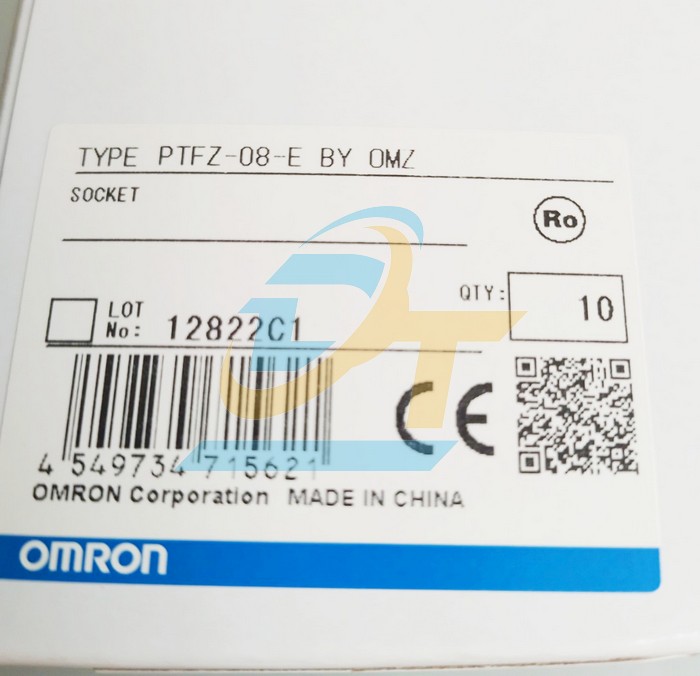 TYPE PTFZ-08-E BY OMZ
SOCKET
Ro
QTY: 10
LOT No: 12822C1
4 549734 715621
CE
OMRON Corporation MADE IN CHINA
OMRON
DT